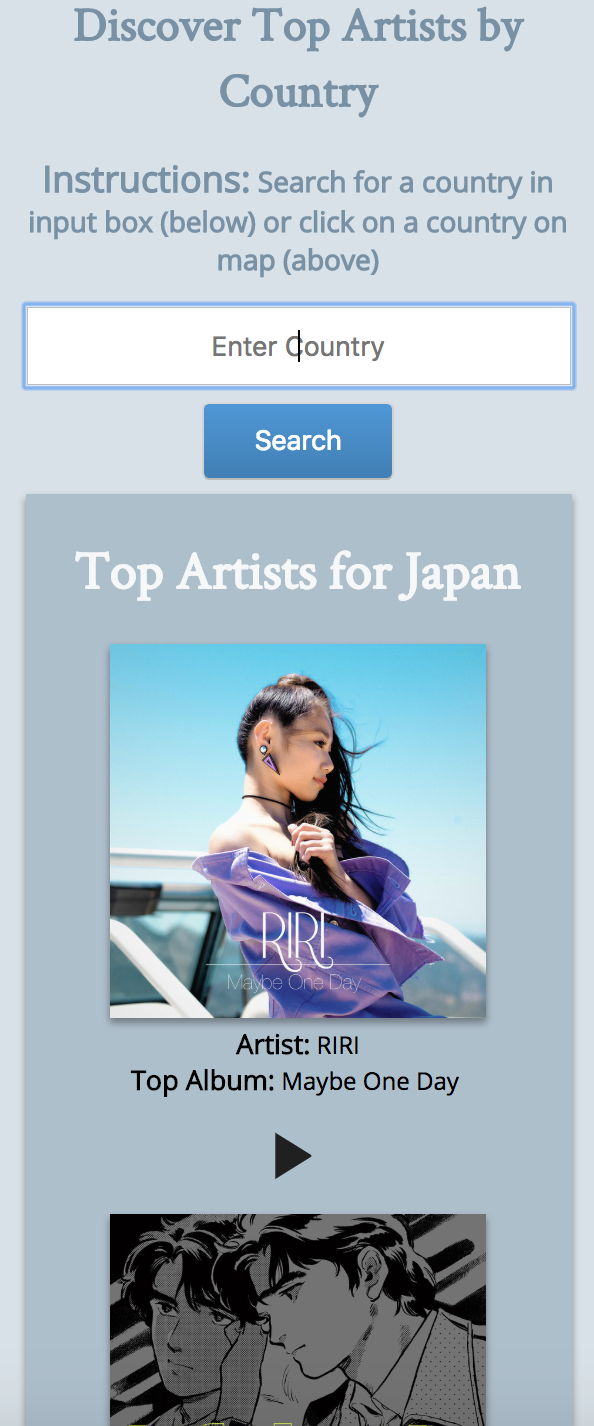 Discover Top Artists by
Country
Instructions: Search for a country in
input box (below) or click on a country on
map (above)
Enter Country
Search
Top Artists for Japan
RIRI
Maybe One Day
Artist: RIRI
Top Album: Maybe One Day